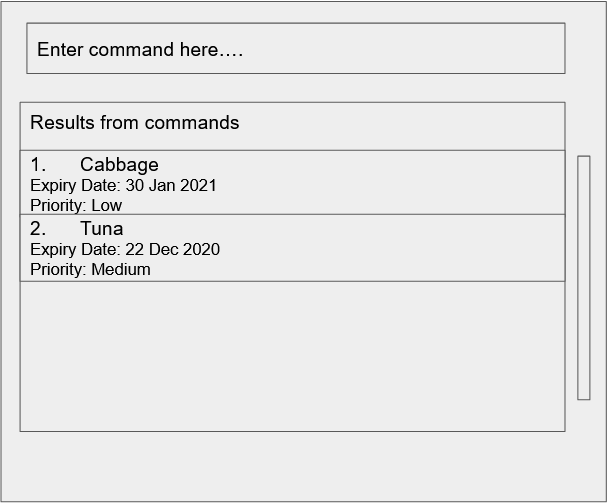 Enter command here….
Results from commands
1. Cabbage
Expiry Date: 30 Jan 2021
Priority: Low
2. Tuna
Expiry Date: 22 Dec 2020
Priority: Medium